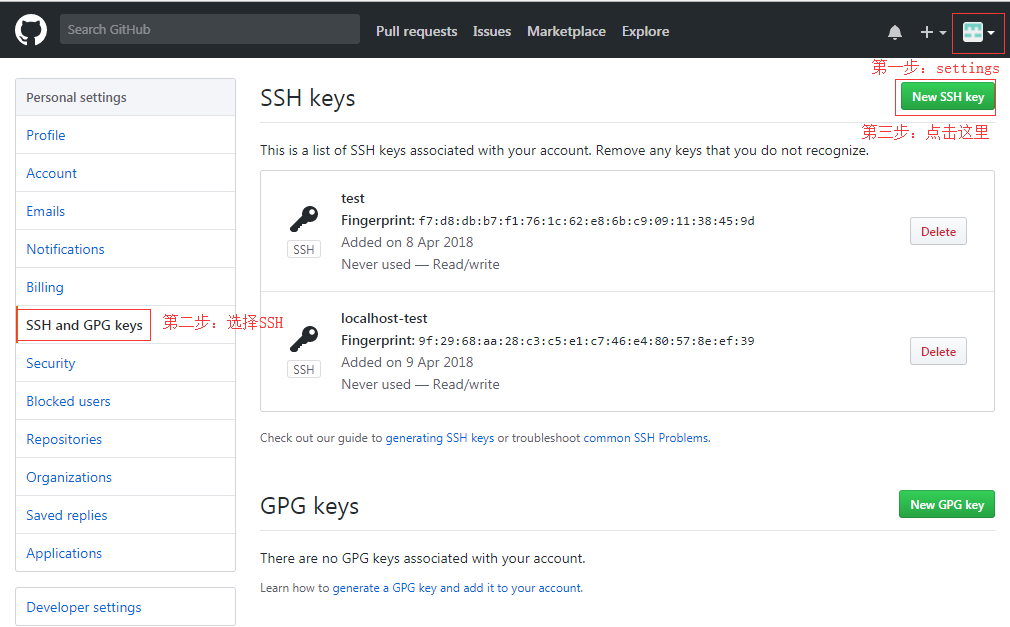 Search GitHub
Pull requests
Issues
Marketplace
Explore
第一步：settings
Personal settings
Profile
Account
Emails
Notifications
Billing
SSH and GPG keys
第二步：选择SSH
Security
Blocked users
Repositories
Organizations
Saved replies
Applications
Developer settings
SSH keys
New SSH key
第三步：点击这里
This is a list of SSH keys associated with your account. Remove any keys that you do not recognize.
test
Fingerprint: f7:d8:db:b7:f1:76:1c:62:e8:6b:c9:09:11:38:45:9d
Added on 8 Apr 2018
Never used — Read/write
SSH
Delete
localhost-test
Fingerprint: 9f:29:68:aa:28:c3:c5:e1:c7:46:e4:80:57:8e:ef:39
Added on 9 Apr 2018
Never used — Read/write
SSH
Delete
Check out our guide to generating SSH keys or troubleshoot common SSH Problems.
GPG keys
New GPG key
There are no GPG keys associated with your account.
Learn how to generate a GPG key and add it to your account.